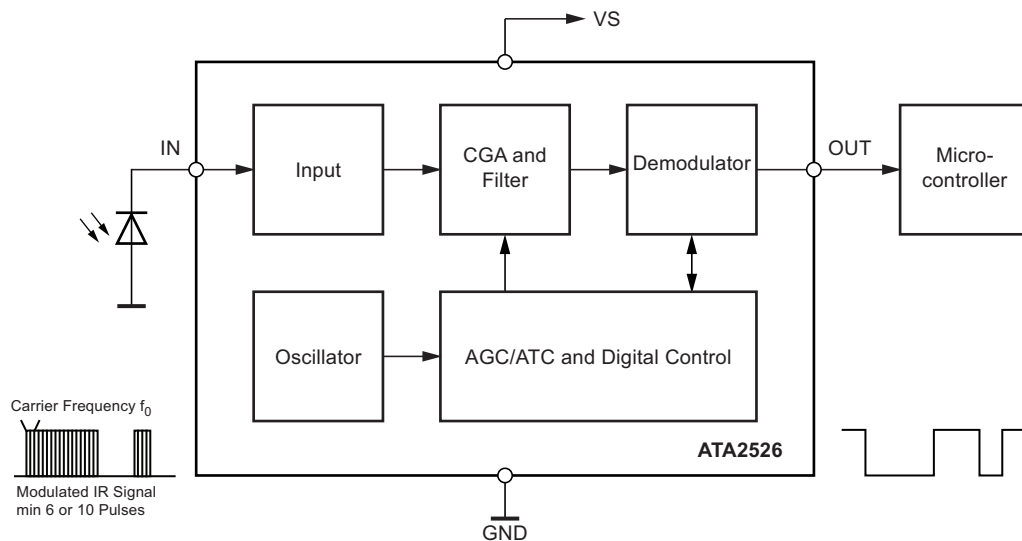 VS
IN
Input
CGA and
Filter
Demodulator
OUT
Micro-
controller
Oscillator
AGC/ATC and Digital Control
Carrier Frequency f₀
ATA2526
Modulated IR Signal
min 6 or 10 Pulses
GND